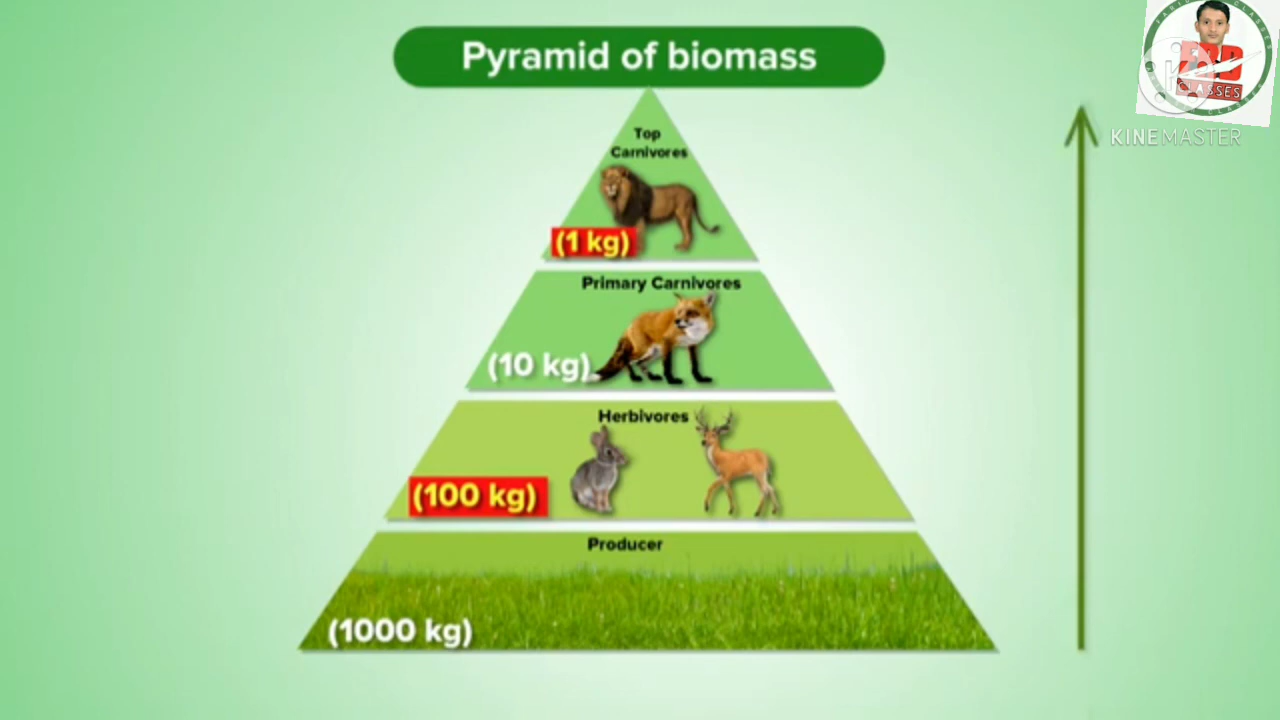 Pyramid of biomass
CLASSES
KINEMASTER
Top
Carnivores
(1 kg)
Primary Carnivores
(10 kg)
Herbivores
(100 kg)
Producer
(1000 kg)